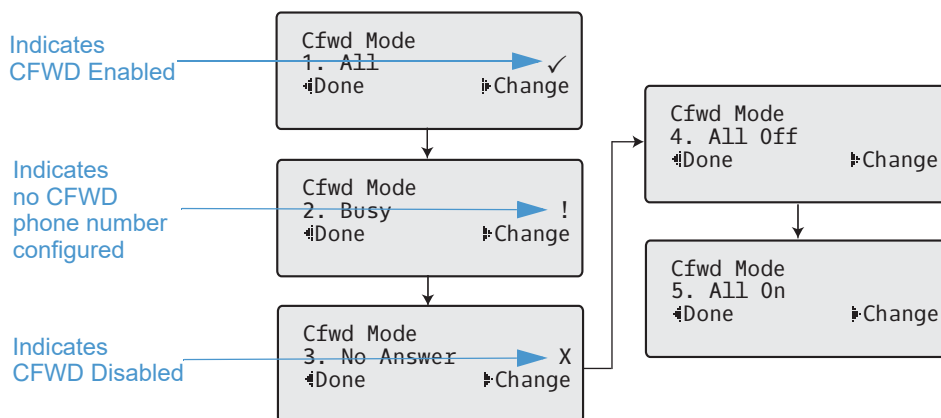 Indicates
CFWD Enabled
Cfwd Mode
1. All ✓
Done Change
Indicates
no CFWD
phone number
configured
Cfwd Mode
2. Busy !
Done Change
Indicates
CFWD Disabled
Cfwd Mode
3. No Answer X
Done Change
Cfwd Mode
4. All Off
Done Change
Cfwd Mode
5. All On
Done Change